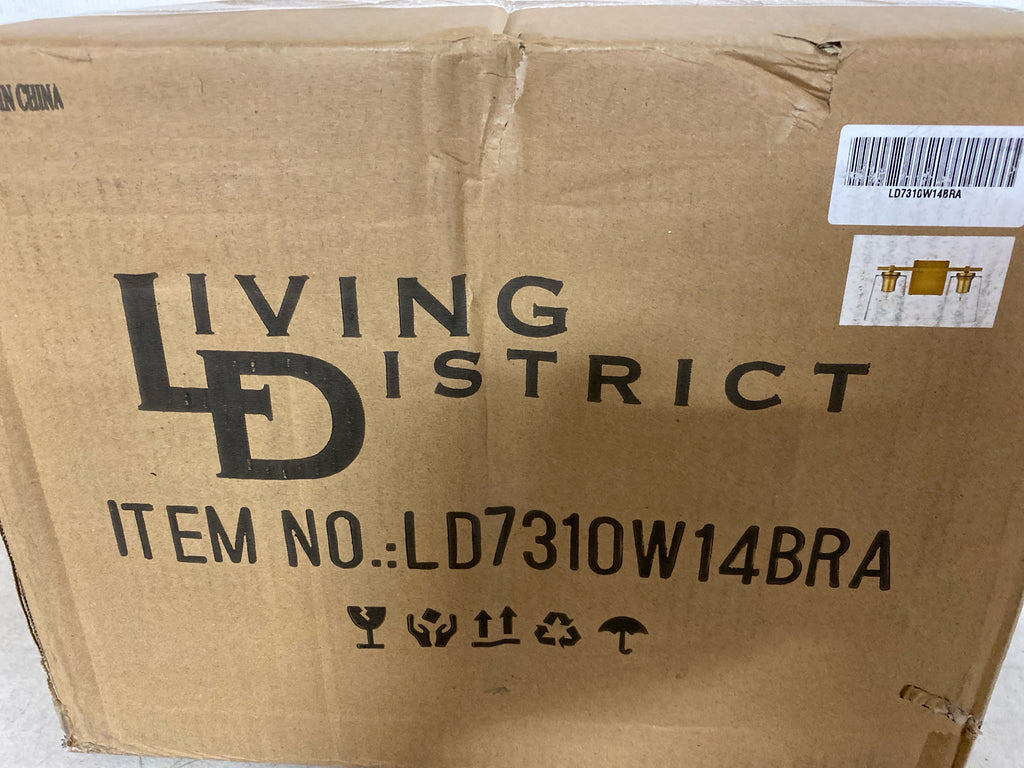 IN CHINA
LD7310W14BRA
LIVING
DISTRICT
LD
ITEM NO.:LD7310W14BRA